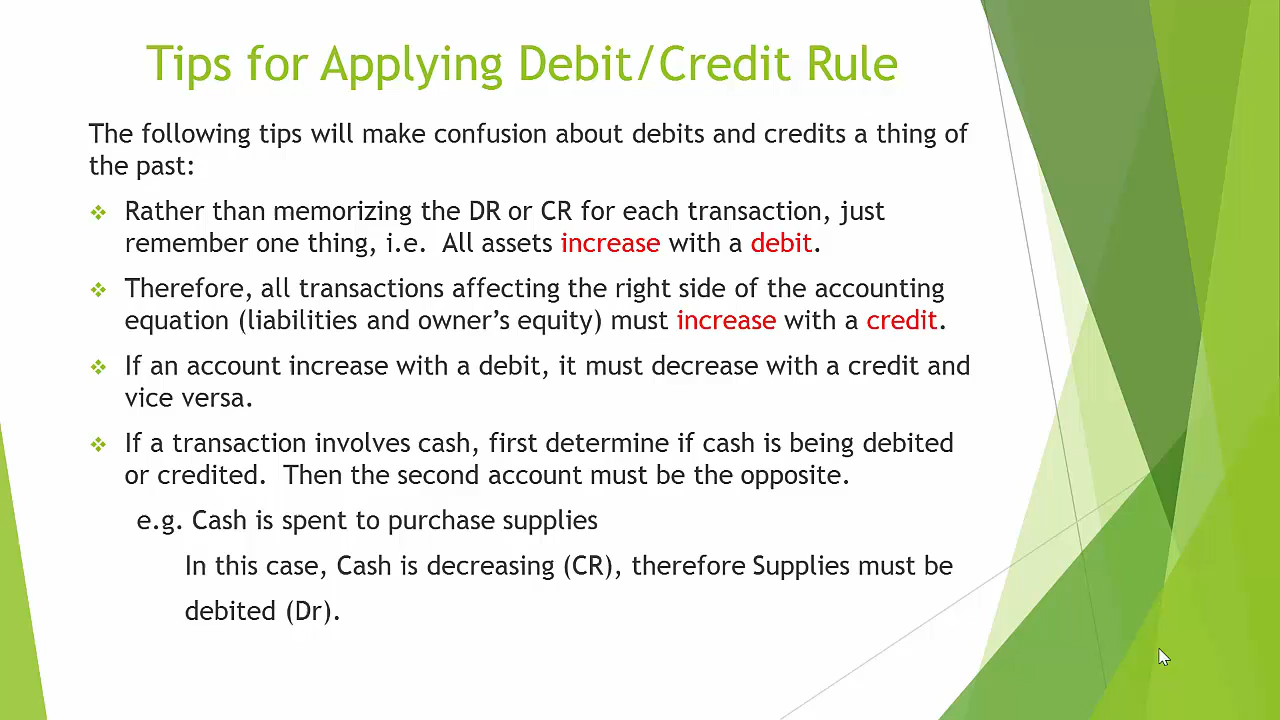 Tips for Applying Debit/Credit Rule
The following tips will make confusion about debits and credits a thing of
the past:
Rather than memorizing the DR or CR for each transaction, just
remember one thing, i.e.  All assets increase with a debit.
Therefore, all transactions affecting the right side of the accounting
equation (liabilities and owner’s equity) must increase with a credit.
If an account increase with a debit, it must decrease with a credit and
vice versa.
If a transaction involves cash, first determine if cash is being debited
or credited.  Then the second account must be the opposite.
e.g. Cash is spent to purchase supplies
In this case, Cash is decreasing (CR), therefore Supplies must be
debited (Dr).